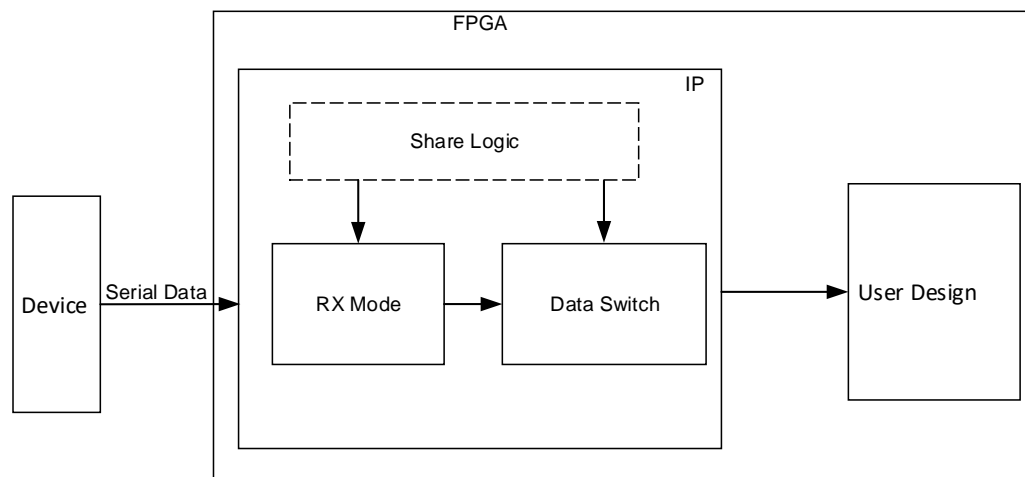 FPGA
IP
Share Logic
Device
Serial Data
RX Mode
Data Switch
User Design